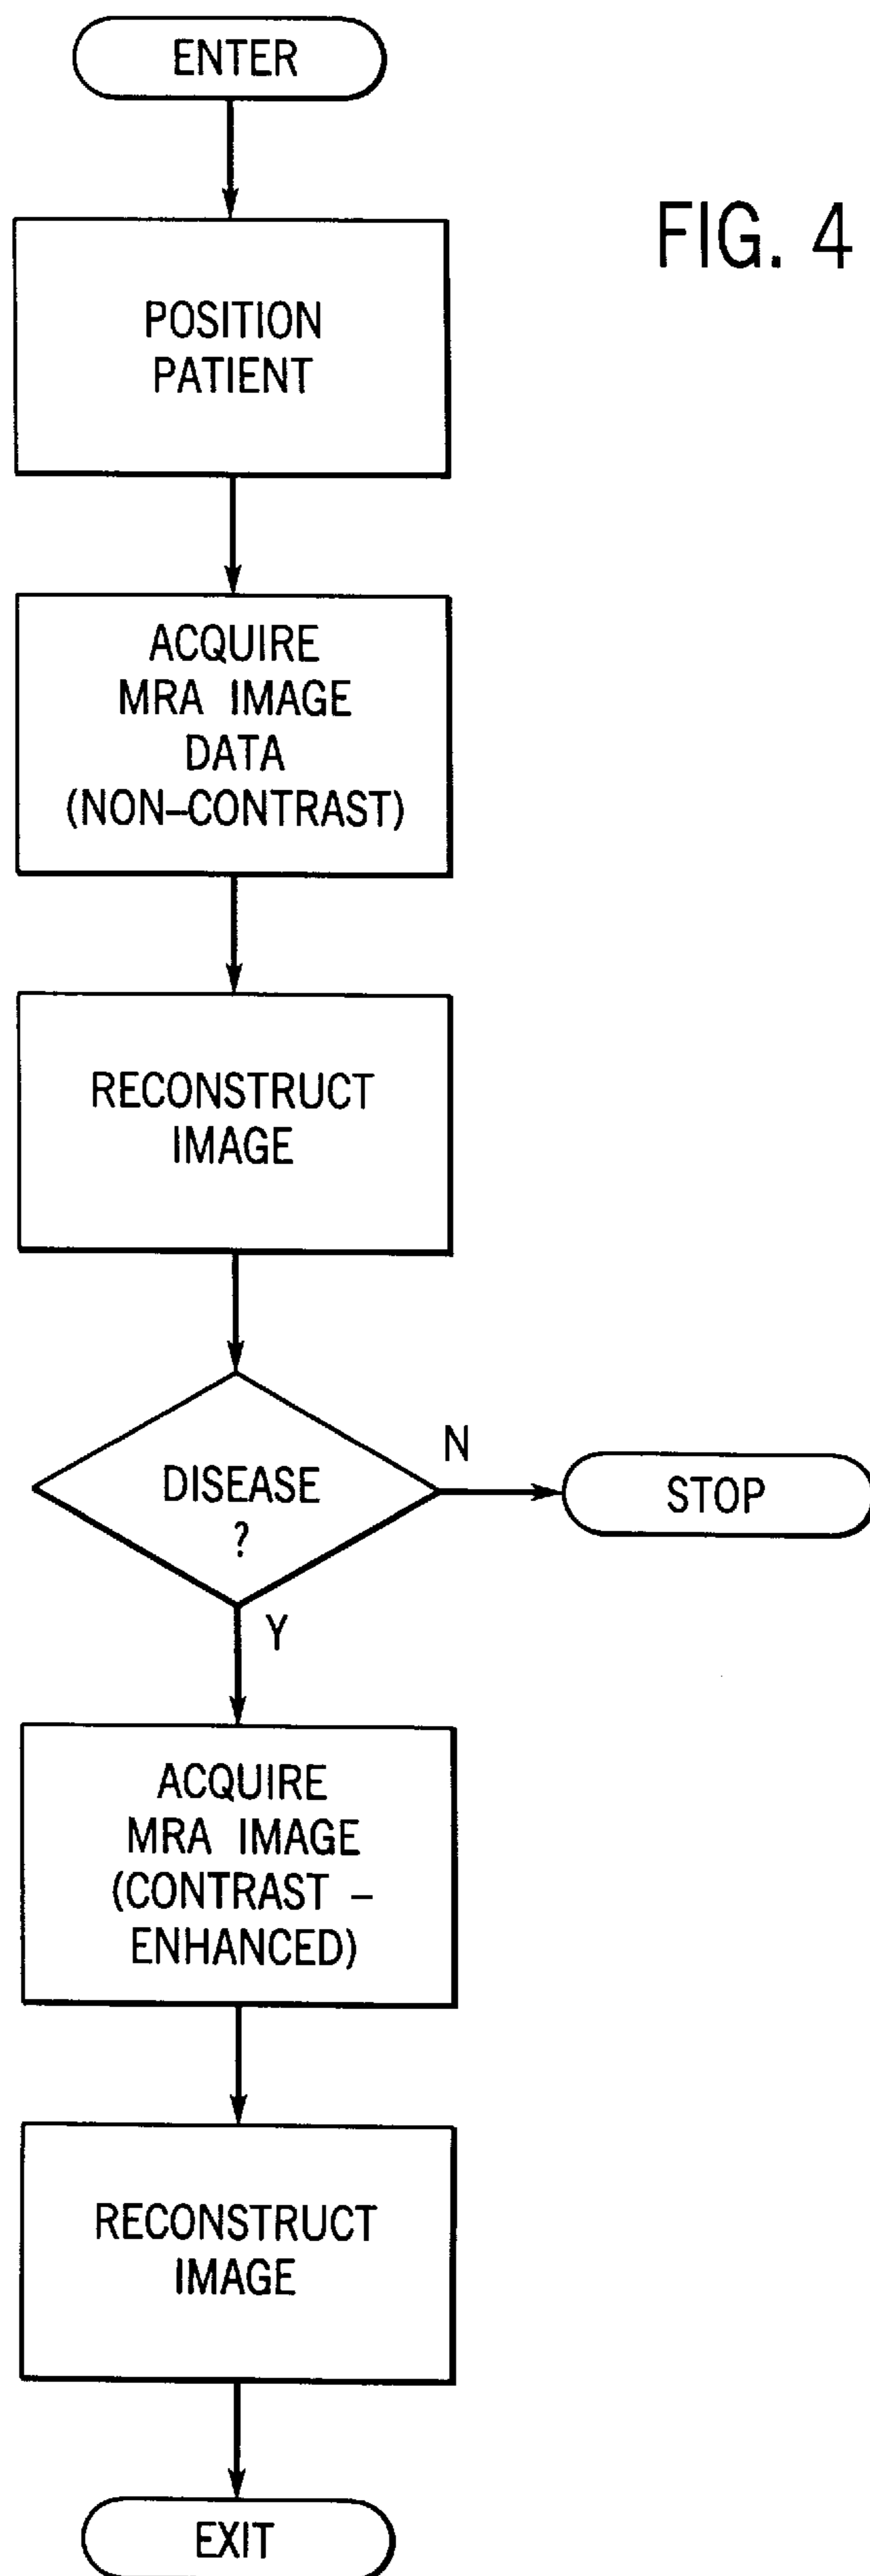 ENTER
FIG. 4
POSITION
PATIENT
ACQUIRE
MRA IMAGE
DATA
(NON–CONTRAST)
RECONSTRUCT
IMAGE
DISEASE
?
N
STOP
Y
ACQUIRE
MRA IMAGE
(CONTRAST –
ENHANCED)
RECONSTRUCT
IMAGE
EXIT